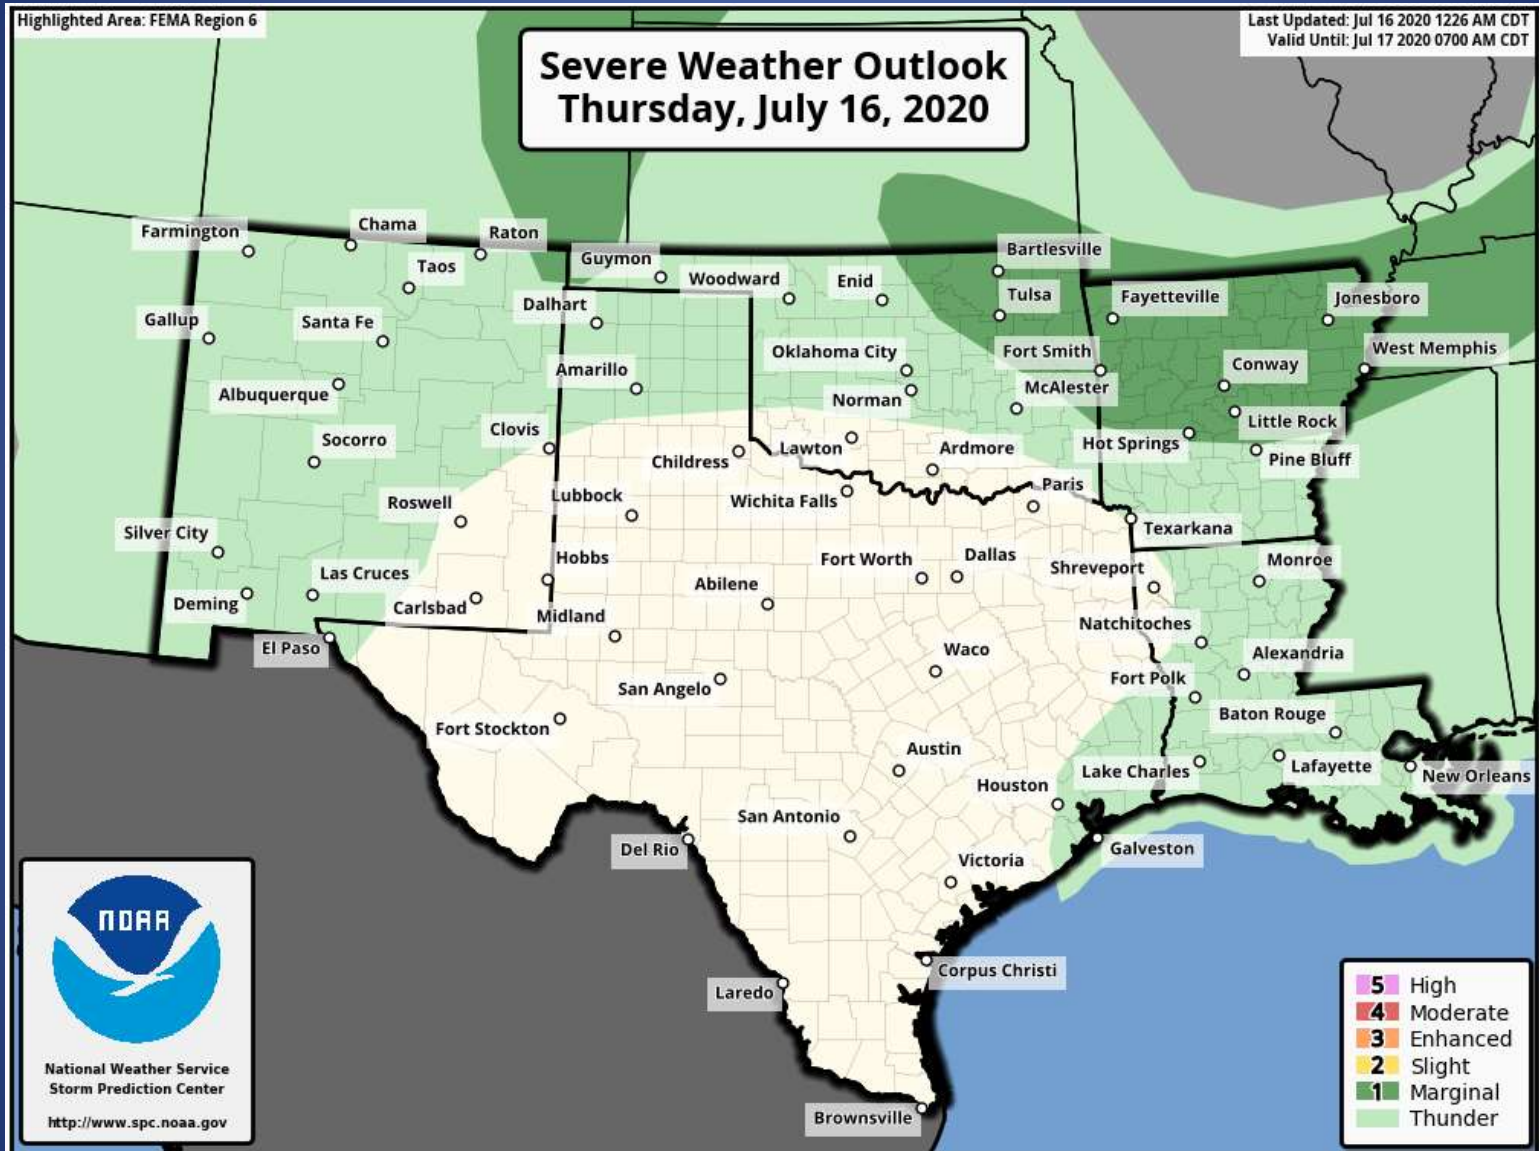 Highlighted Area: FEMA Region 6
Last Updated: Jul 16 2020 1226 AM CDT
Valid Until: Jul 17 2020 0700 AM CDT
Severe Weather Outlook
Thursday, July 16, 2020
Farmington
Chama
Raton
Taos
Guymon
Woodward
Enid
Bartlesville
Tulsa
Fayetteville
Jonesboro
Gallup
Santa Fe
Dalhart
Oklahoma City
Fort Smith
Conway
West Memphis
Albuquerque
Amarillo
Norman
McAlester
Little Rock
Socorro
Clovis
Childress
Lawton
Ardmore
Hot Springs
Pine Bluff
Roswell
Lubbock
Wichita Falls
Paris
Texarkana
Silver City
Las Cruces
Hobbs
Abilene
Fort Worth
Dallas
Shreveport
Monroe
Deming
Carlsbad
Midland
Natchitoches
El Paso
San Angelo
Waco
Fort Polk
Alexandria
Fort Stockton
Austin
Baton Rouge
Houston
Lake Charles
Lafayette
New Orleans
San Antonio
Del Rio
Victoria
Galveston
Corpus Christi
Laredo
Brownsville
NOAA
National Weather Service
Storm Prediction Center
http://www.spc.noaa.gov
5 High
4 Moderate
3 Enhanced
2 Slight
1 Marginal
Thunder